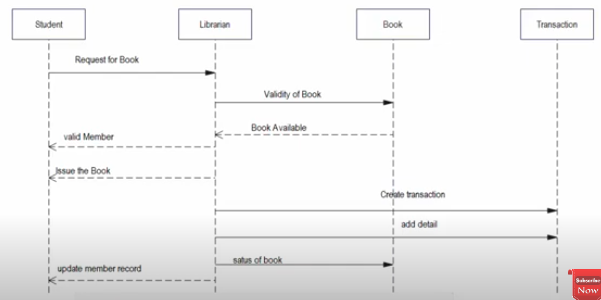 Student
Librarian
Book
Transaction
Request for Book
Validity of Book
Book Available
valid Member
Issue the Book
Create transaction
add detail
satus of book
update member record
Subscribe
Now